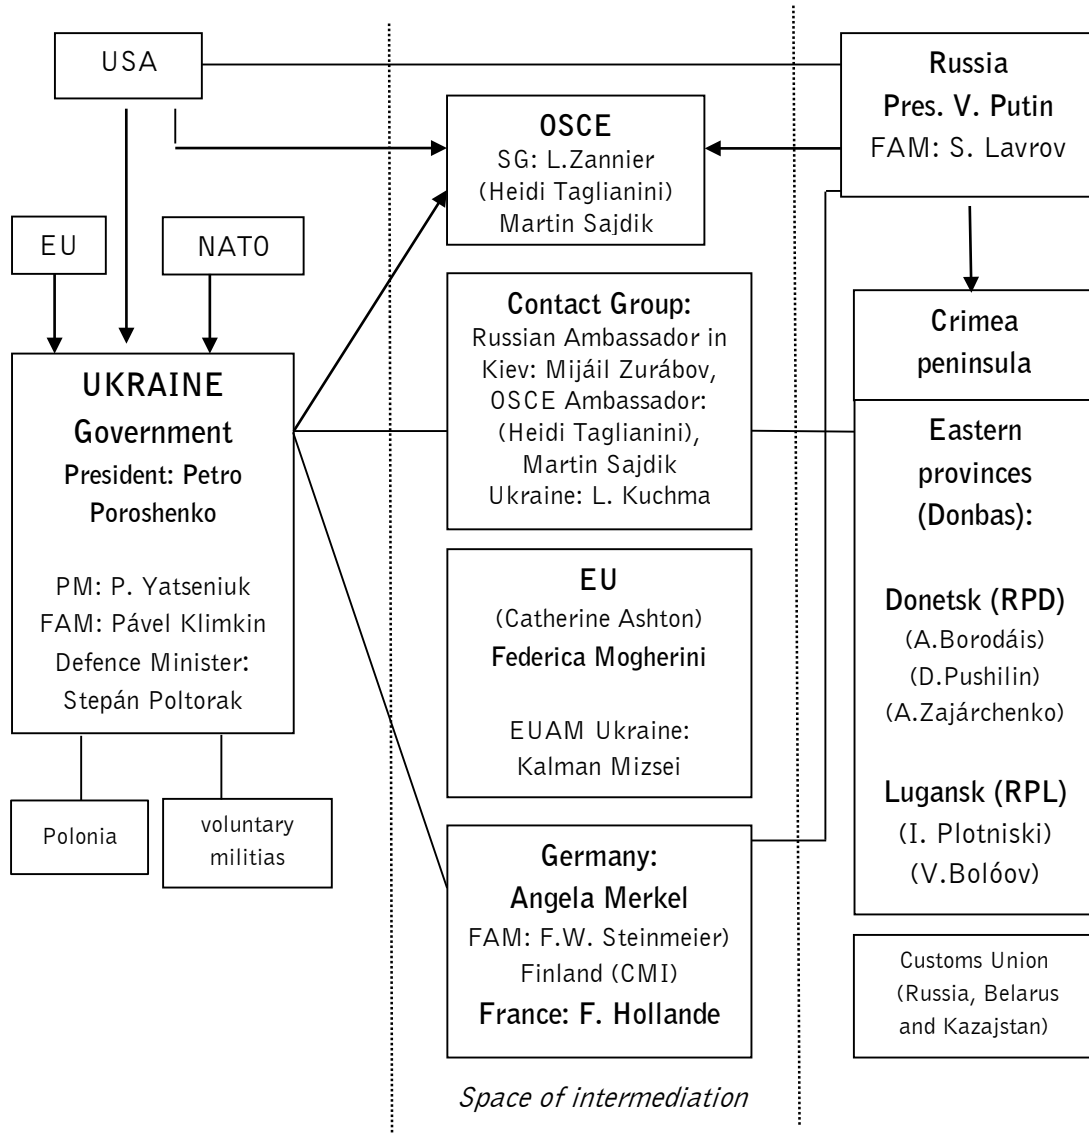 USA
EU
NATO
UKRAINE
Government
President: Petro
Poroshenko
PM: P. Yatseniuk
FAM: Pável Klimkin
Defence Minister:
Stepán Poltorak
Polonia
voluntary
militias
OSCE
SG: L.Zannier
(Heidi Taglianini)
Martin Sajdik
Contact Group:
Russian Ambassador in
Kiev: Mijáil Zurábov,
OSCE Ambassador:
(Heidi Taglianini),
Martin Sajdik
Ukraine: L. Kuchma
EU
(Catherine Ashton)
Federica Mogherini
EUAM Ukraine:
Kalman Mizsei
Germany:
Angela Merkel
FAM: F.W. Steinmeier)
Finland (CMI)
France: F. Hollande
Space of intermediation
Russia
Pres. V. Putin
FAM: S. Lavrov
Crimea
peninsula
Eastern
provinces
(Donbas):
Donetsk (RPD)
(A.Borodáis)
(D.Pushilin)
(A.Zajárchenko)
Lugansk (RPL)
(I. Plotniski)
(V.Bolóov)
Customs Union
(Russia, Belarus
and Kazajstan)